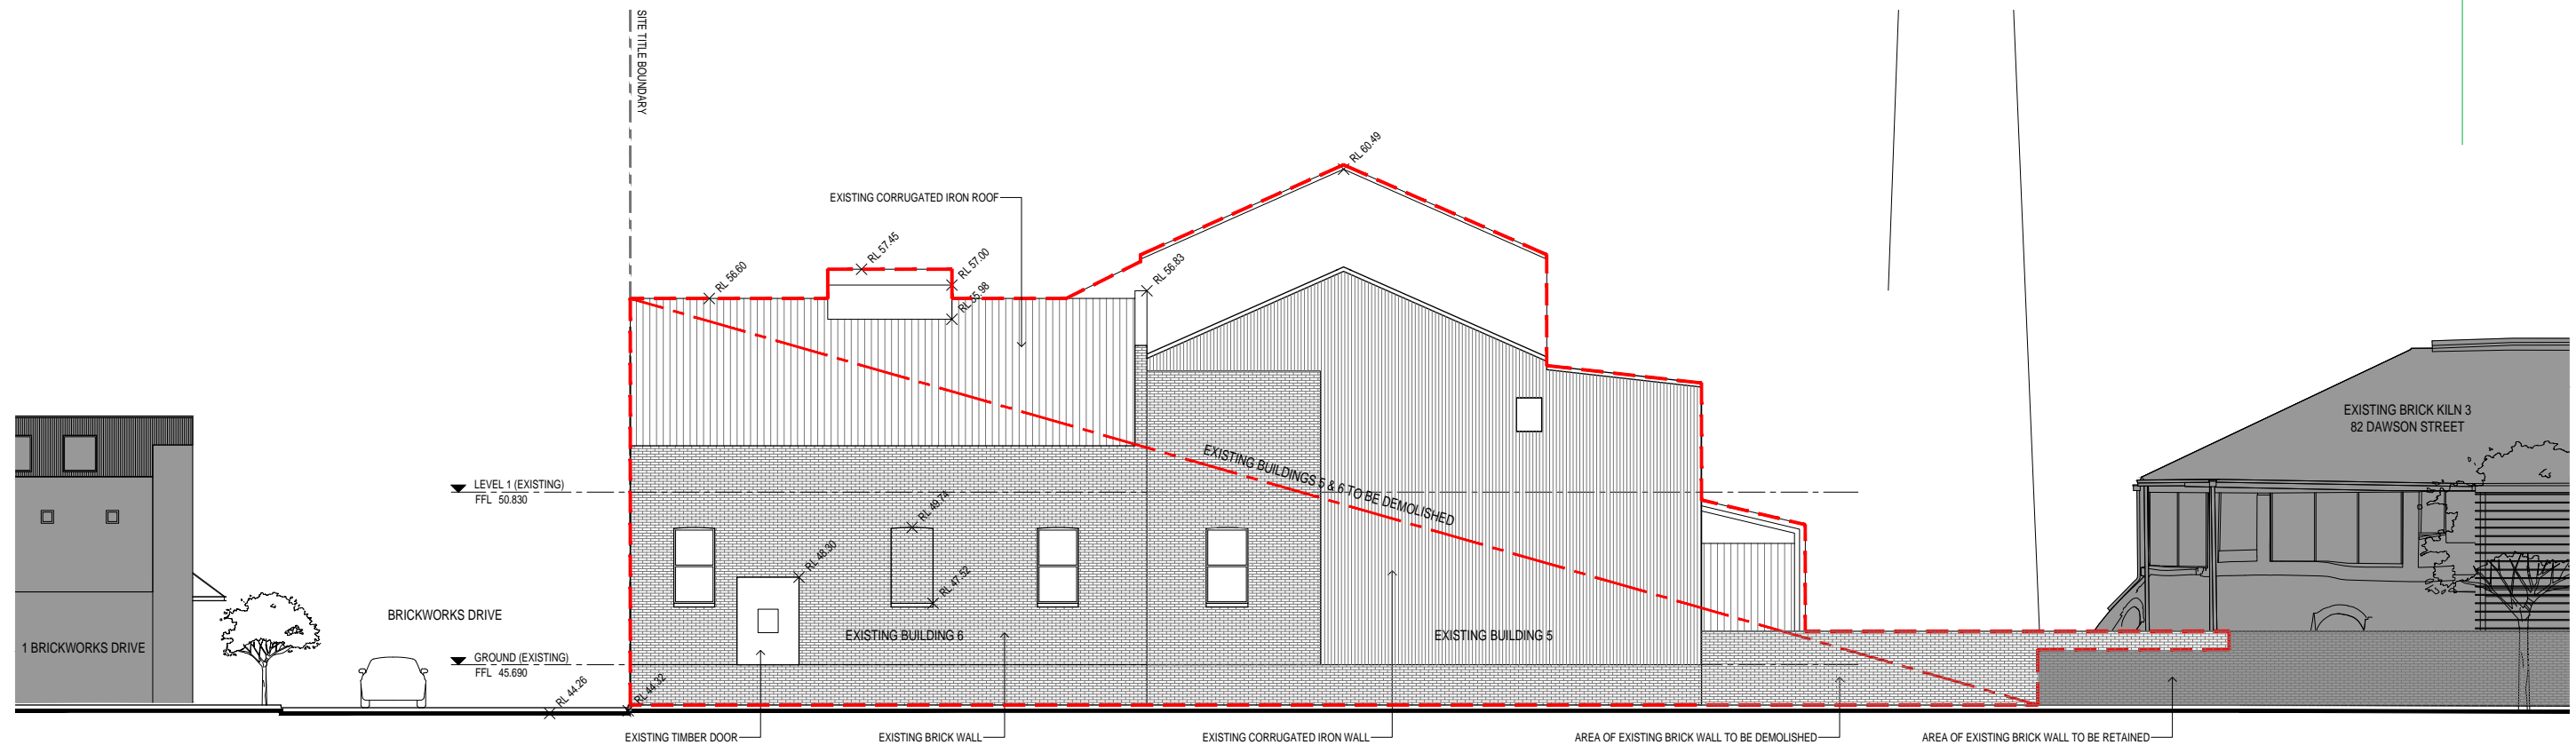 SITE TITLE BOUNDARY
RL 60.49
EXISTING CORRUGATED IRON ROOF
RL 57.45
RL 57.00
RL 56.83
RL 56.60
RL 55.98
EXISTING BRICK KILN 3
82 DAWSON STREET
EXISTING BUILDINGS 5 & 6 TO BE DEMOLISHED
LEVEL 1 (EXISTING)
FFL 50.830
RL 49.74
RL 48.30
RL 47.52
BRICKWORKS DRIVE
1 BRICKWORKS DRIVE
EXISTING BUILDING 6
EXISTING BUILDING 5
GROUND (EXISTING)
FFL 45.690
RL 44.26
RL 44.32
EXISTING TIMBER DOOR
EXISTING BRICK WALL
EXISTING CORRUGATED IRON WALL
AREA OF EXISTING BRICK WALL TO BE DEMOLISHED
AREA OF EXISTING BRICK WALL TO BE RETAINED